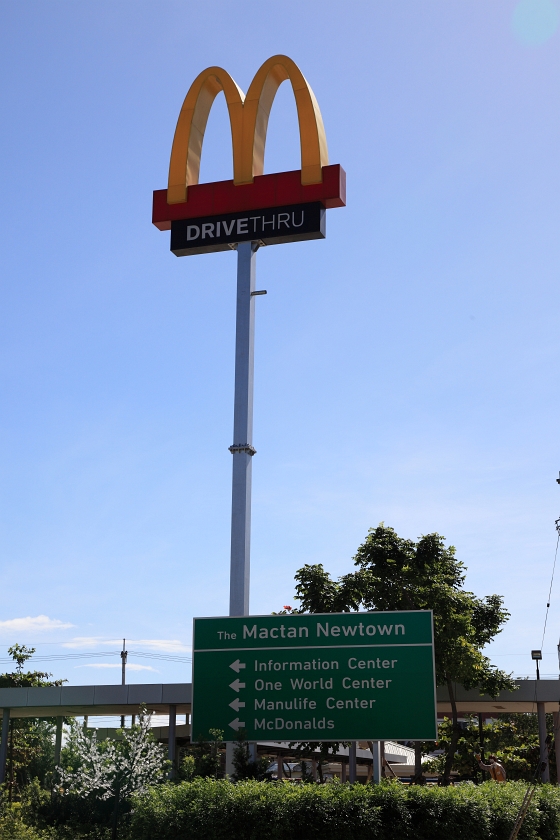 DRIVETHRU
The Mactan Newtown
Information Center
One World Center
Manulife Center
McDonalds